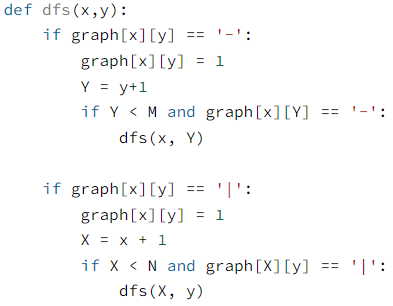 def dfs(x,y):
    if graph[x][y] == '-':
        graph[x][y] = 1
        Y = y+1
        if Y < M and graph[x][Y] == '-':
            dfs(x, Y)

    if graph[x][y] == '|':
        graph[x][y] = 1
        X = x + 1
        if X < N and graph[X][y] == '|':
            dfs(X, y)